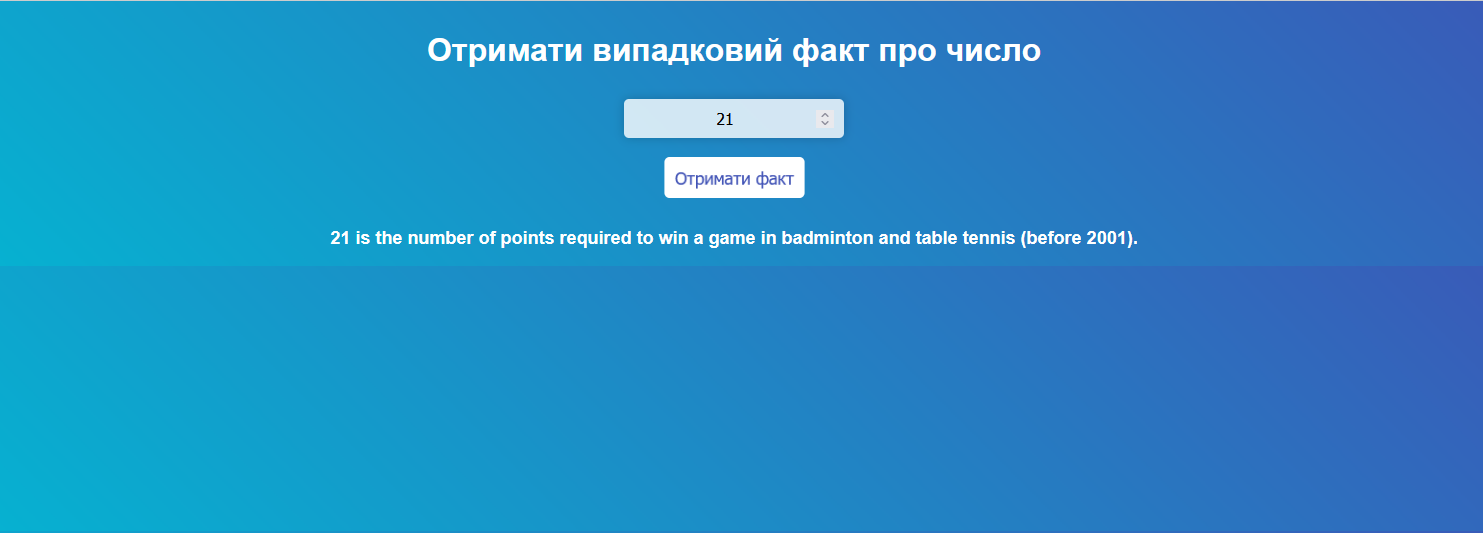 Отримати випадковий факт про число
21
Отримати факт
21 is the number of points required to win a game in badminton and table tennis (before 2001).